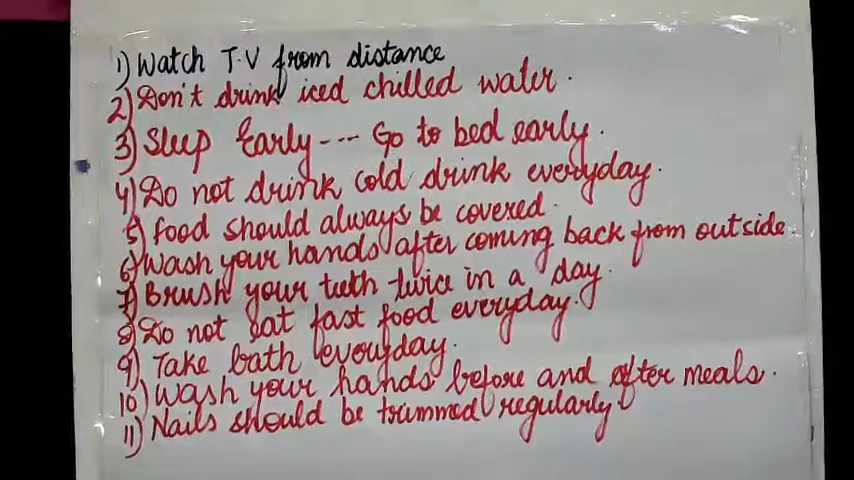 1) Watch T.V from distance
2) Don't drink iced chilled water.
3) Sleep Early --- Go to bed early.
4) Do not drink cold drink everyday.
5) Food should always be covered.
6) Wash your hands after coming back from outside.
7) Brush your teeth twice in a day.
8) Do not eat fast food everyday.
9) Take bath everyday.
10) Wash your hands before and after meals.
11) Nails should be trimmed regularly